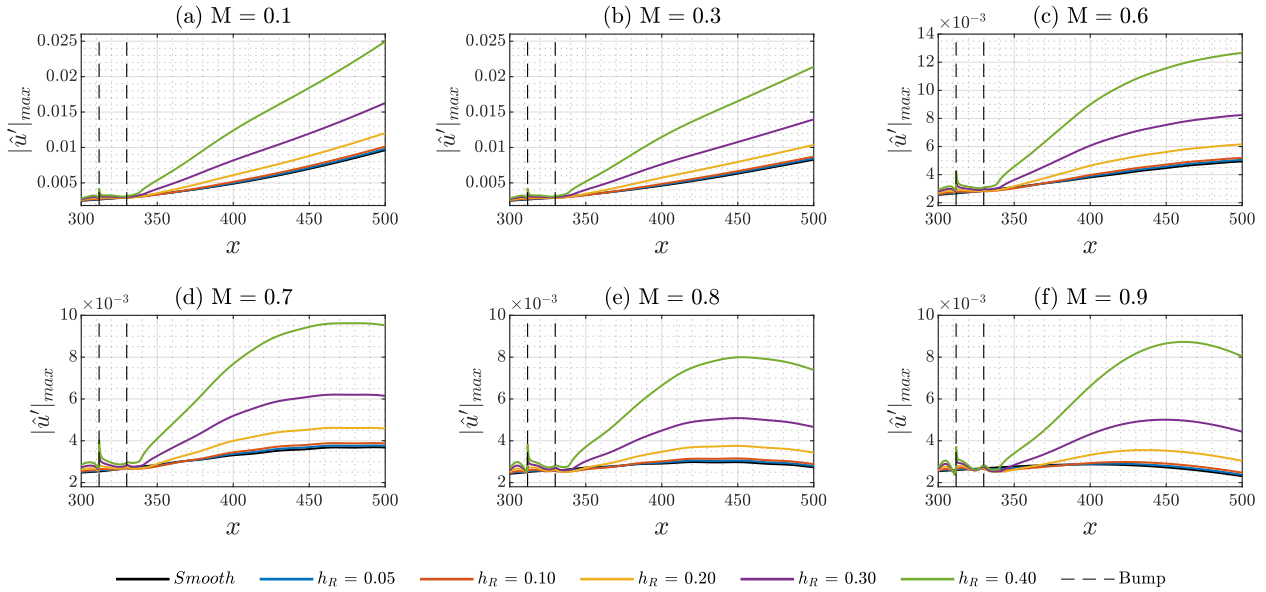 (a) M = 0.1
(b) M = 0.3
(c) M = 0.6
×10⁻³
0.025
0.02
0.015
0.01
0.005
|û′|max
300 350 400 450 500
x
0.025
0.02
0.015
0.01
0.005
|û′|max
300 350 400 450 500
x
14
12
10
8
6
4
2
|û′|max
300 350 400 450 500
x
(d) M = 0.7
(e) M = 0.8
(f) M = 0.9
×10⁻³
10
8
6
4
2
|û′|max
300 350 400 450 500
x
×10⁻³
10
8
6
4
2
|û′|max
300 350 400 450 500
x
×10⁻³
10
8
6
4
2
|û′|max
300 350 400 450 500
x
Smooth hR = 0.05 hR = 0.10 hR = 0.20 hR = 0.30 hR = 0.40 Bump